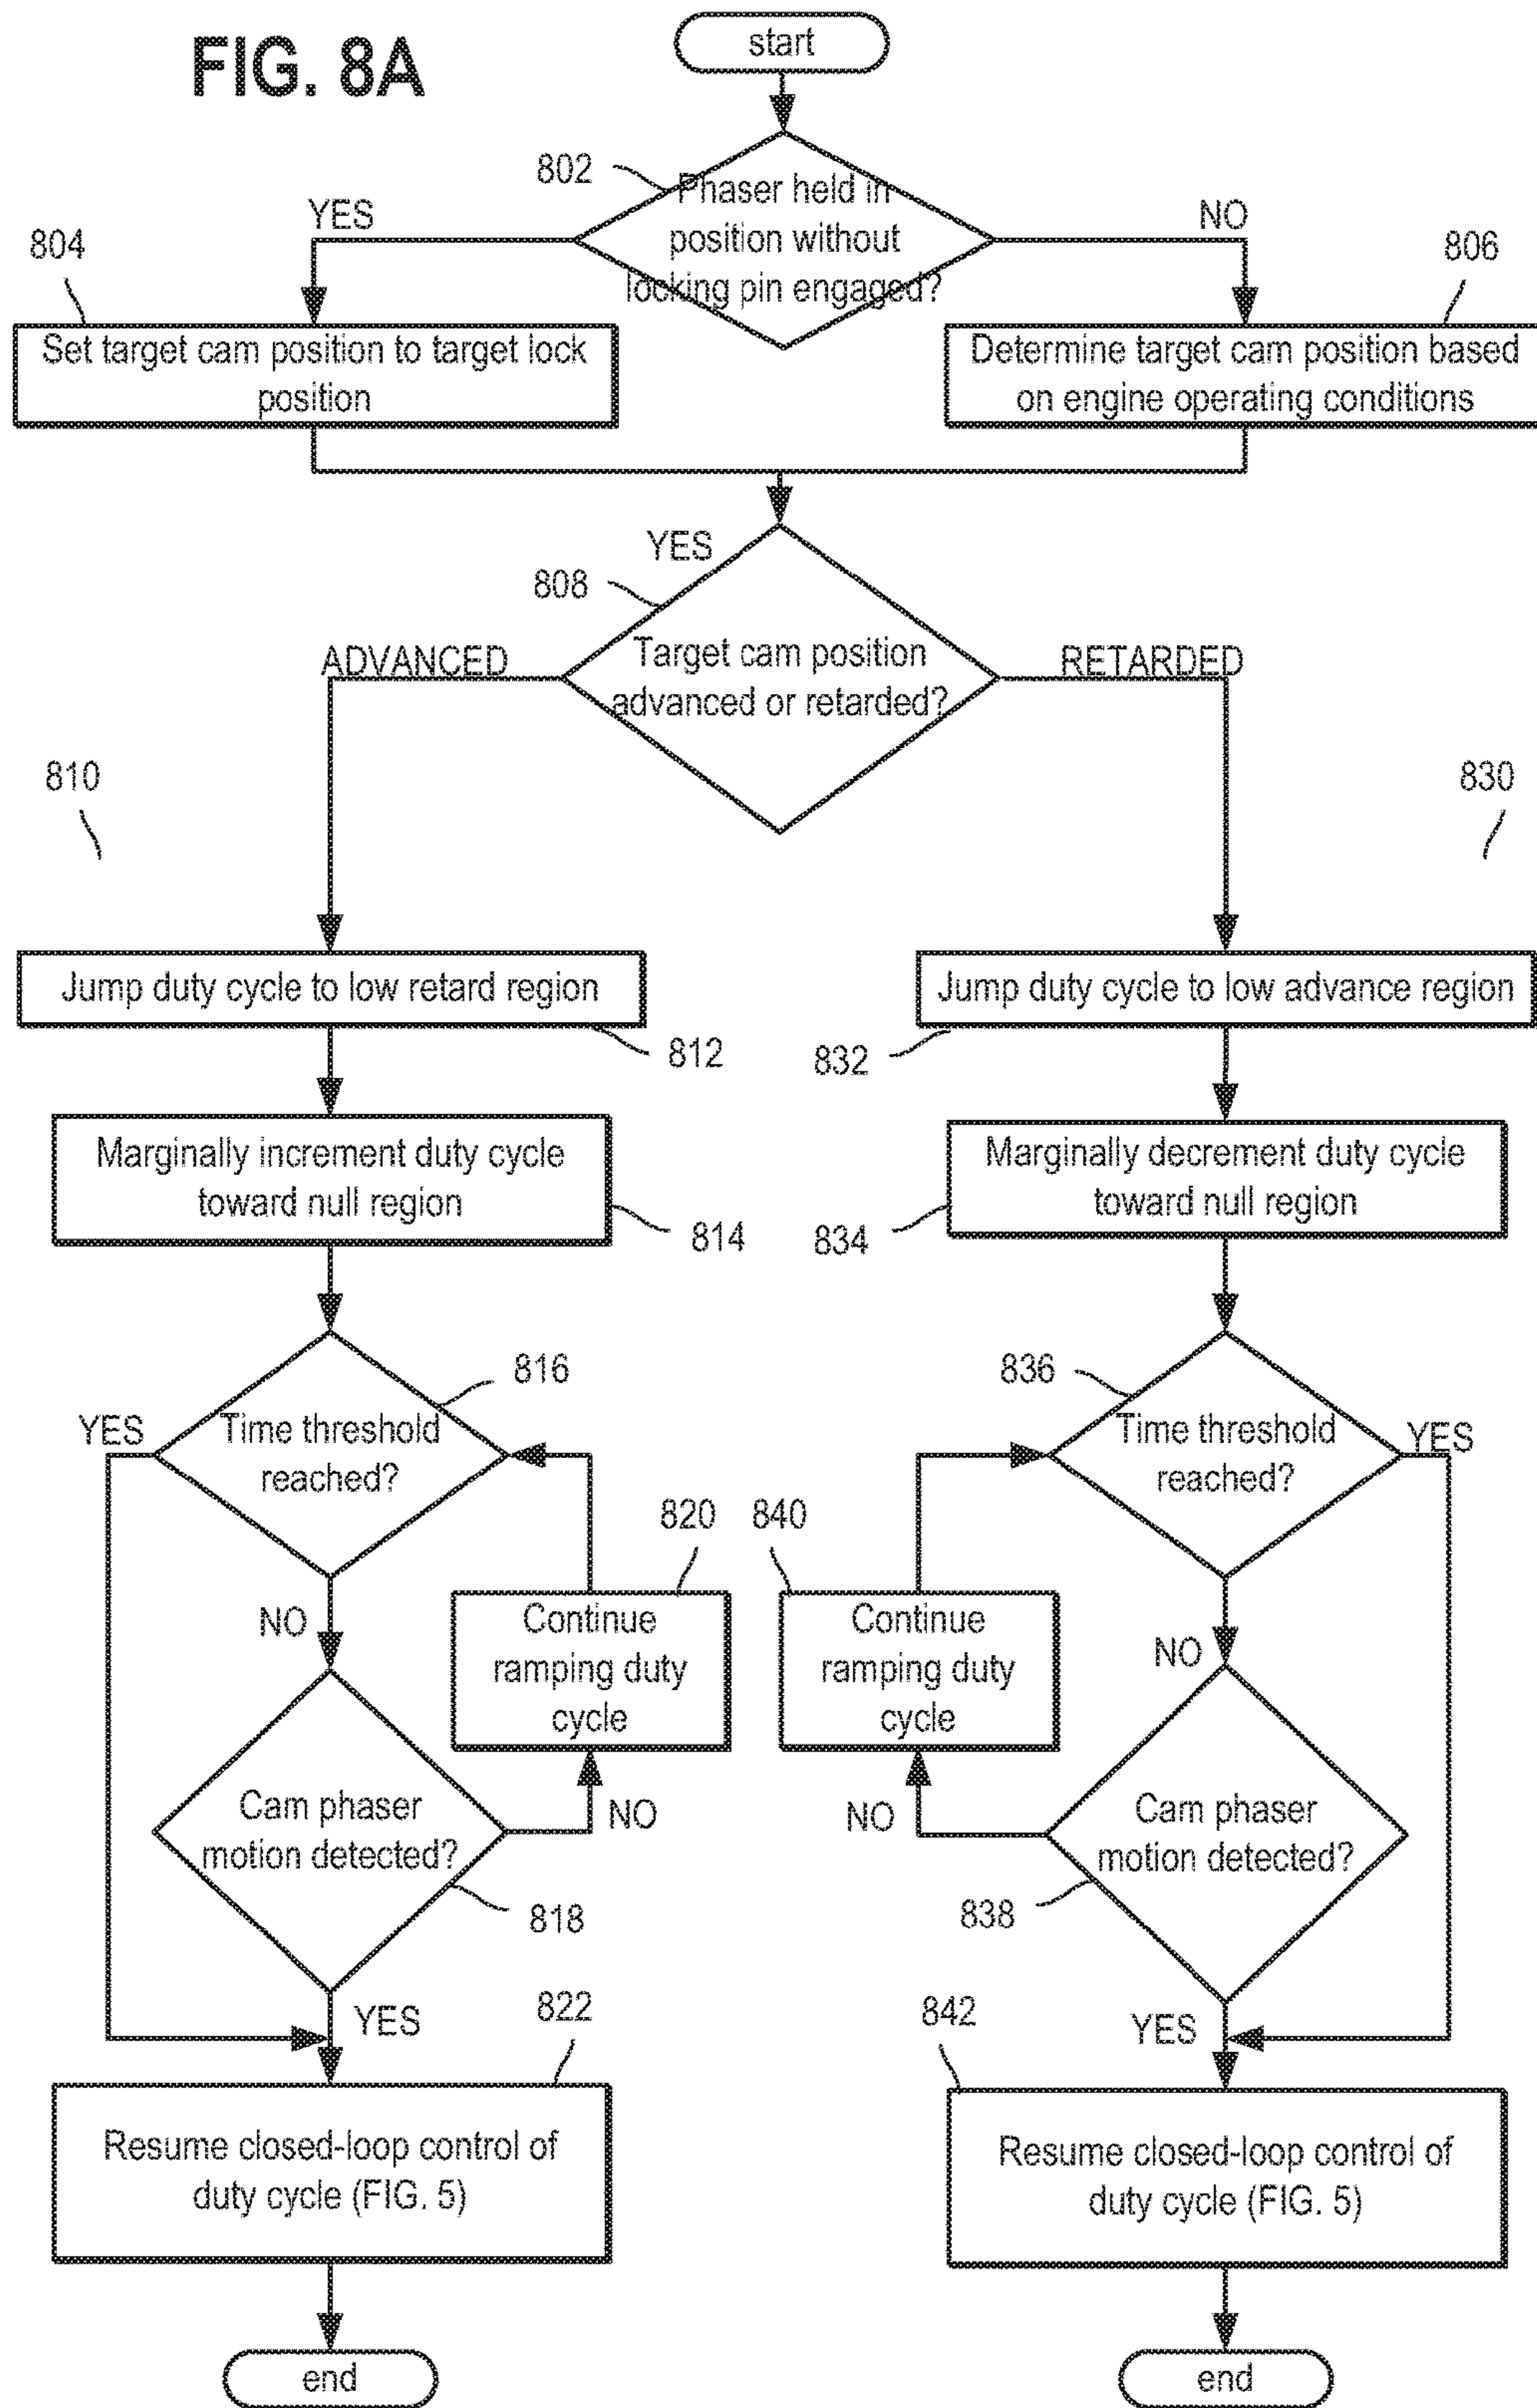 FIG. 8A
start
802
Phaser held in
position without
locking pin engaged?
YES
NO
804
806
Set target cam position to target lock
position
Determine target cam position based
on engine operating conditions
YES
808
Target cam position
advanced or retarded?
ADVANCED
RETARDED
810
830
Jump duty cycle to low retard region
812
Jump duty cycle to low advance region
832
Marginally increment duty cycle
toward null region
814
Marginally decrement duty cycle
toward null region
834
816
Time threshold
reached?
YES
NO
820
Continue
ramping duty
cycle
Cam phaser
motion detected?
818
NO
YES
822
Resume closed-loop control of
duty cycle (FIG. 5)
end
836
Time threshold
reached?
YES
NO
840
Continue
ramping duty
cycle
Cam phaser
motion detected?
838
NO
YES
842
Resume closed-loop control of
duty cycle (FIG. 5)
end